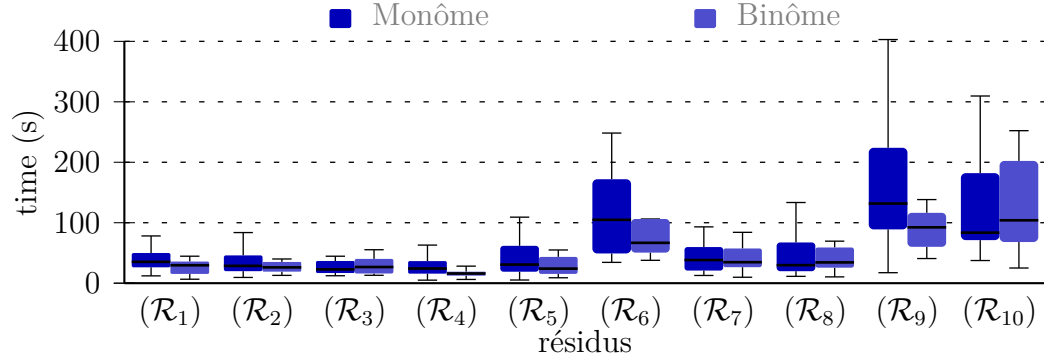 Monôme Binôme
time (s)
400
300
200
100
0
(ℛ₁) (ℛ₂) (ℛ₃) (ℛ₄) (ℛ₅) (ℛ₆) (ℛ₇) (ℛ₈) (ℛ₉) (ℛ₁₀)
résidus